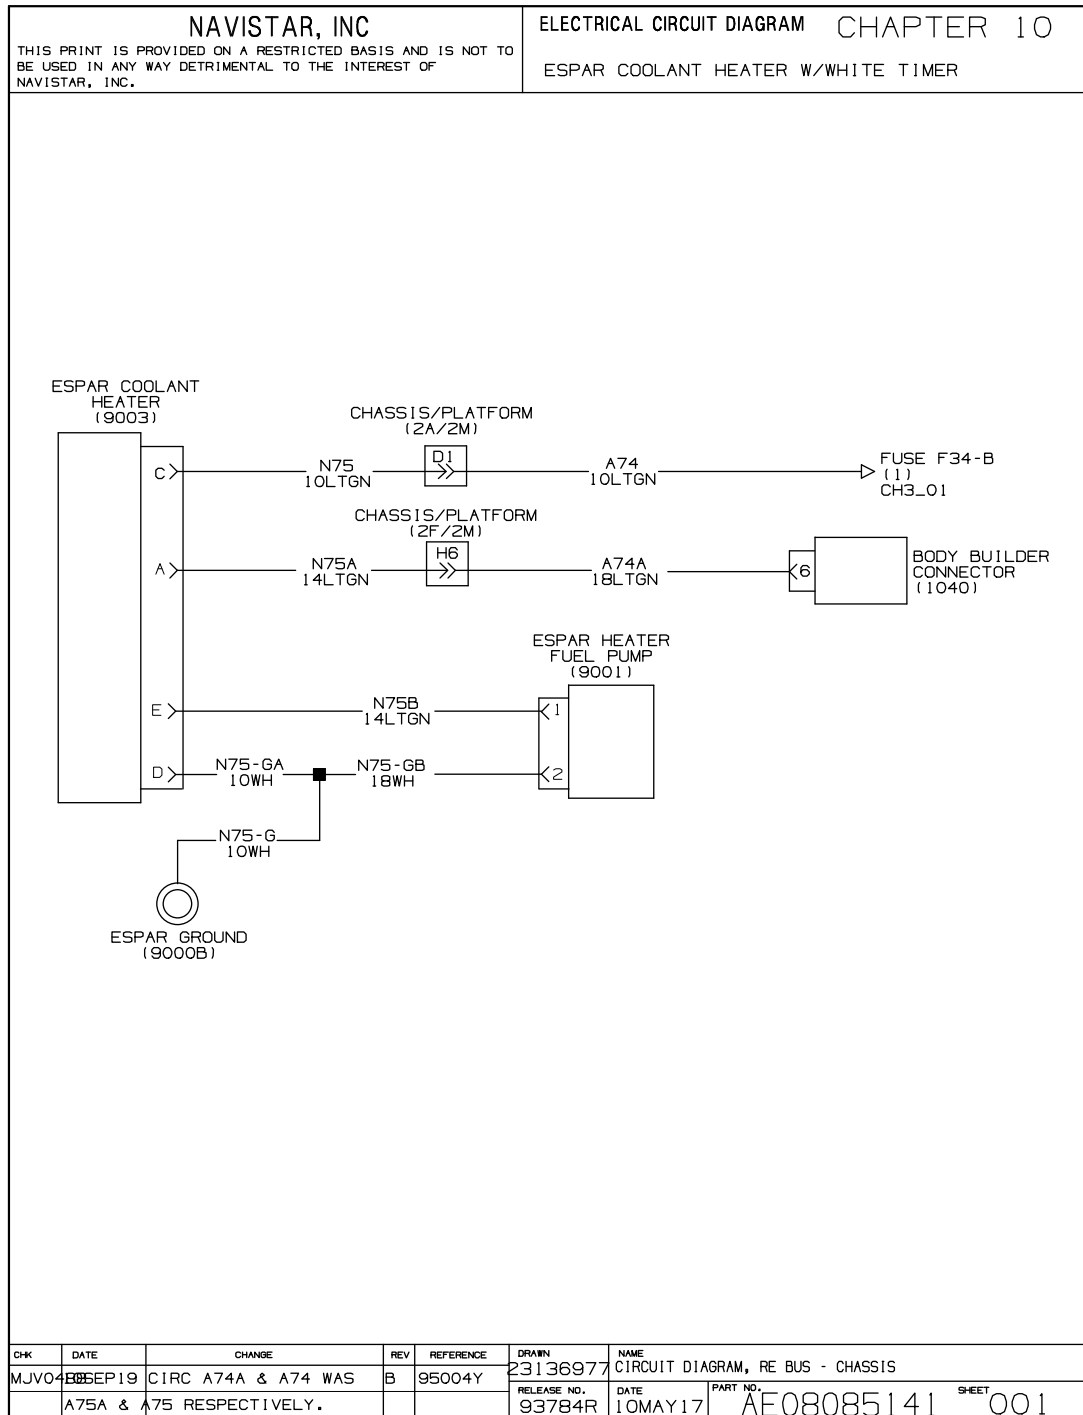 NAVISTAR, INC
THIS PRINT IS PROVIDED ON A RESTRICTED BASIS AND IS NOT TO
BE USED IN ANY WAY DETRIMENTAL TO THE INTEREST OF
NAVISTAR, INC.
ELECTRICAL CIRCUIT DIAGRAM CHAPTER 10
ESPAR COOLANT HEATER W/WHITE TIMER
ESPAR COOLANT
HEATER
(9003)
CHASSIS/PLATFORM
(2A/2M)
C
N75
10LTGN
D1
A74
10LTGN
FUSE F34-B
(1)
CH3_01
CHASSIS/PLATFORM
(2F/2M)
A
N75A
14LTGN
H6
A74A
18LTGN
6
BODY BUILDER
CONNECTOR
(1040)
ESPAR HEATER
FUEL PUMP
(9001)
E
N75B
14LTGN
1
D
N75-GA
10WH
N75-GB
18WH
2
N75-G
10WH
ESPAR GROUND
(9000B)
CHK DATE CHANGE REV REFERENCE
CIRC A74A & A74 WAS B 95004Y
A75A & A75 RESPECTIVELY.
DRAWN
23136977
NAME
CIRCUIT DIAGRAM, RE BUS - CHASSIS
RELEASE NO.
93784R
DATE
10MAY17
PART NO.
AE08085141
SHEET
001